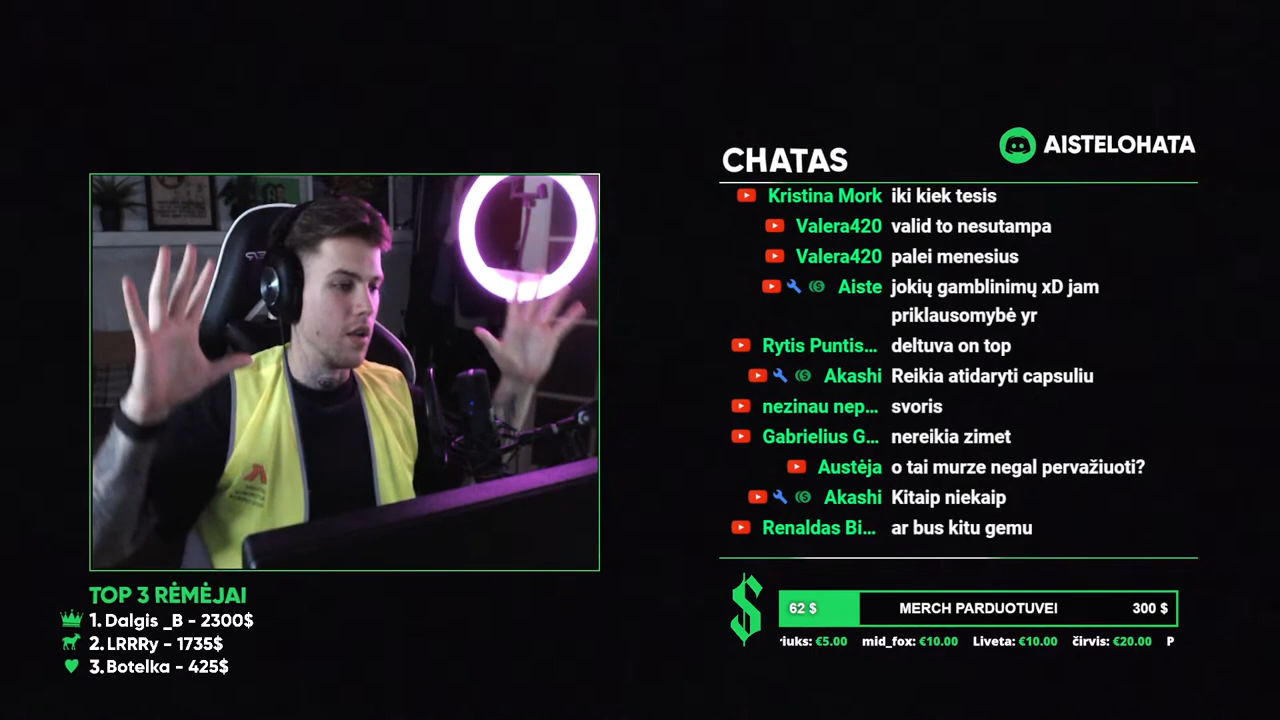 AISTELOHATA
CHATAS
Kristina Mork iki kiek tesis
Valera420 valid to nesutampa
Valera420 palei menesius
Aiste jokių gamblinimų xD jam
priklausomybė yr
Rytis Puntis... deltuva on top
Akashi Reikia atidaryti capsuliu
nezinau nep... svoris
Gabrielius G... nereikia zimet
Austėja o tai murze negal pervažiuoti?
Akashi Kitaip niekaip
Renaldas Bi... ar bus kitu gemu
TOP 3 RĖMĖJAI
1. Dalgis _B - 2300$
2. LRRRy - 1735$
3. Botelka - 425$
$
62 $ MERCH PARDUOTUVEI 300 $
riuks: €5.00 mid_fox: €10.00 Liveta: €10.00 čirvis: €20.00 P